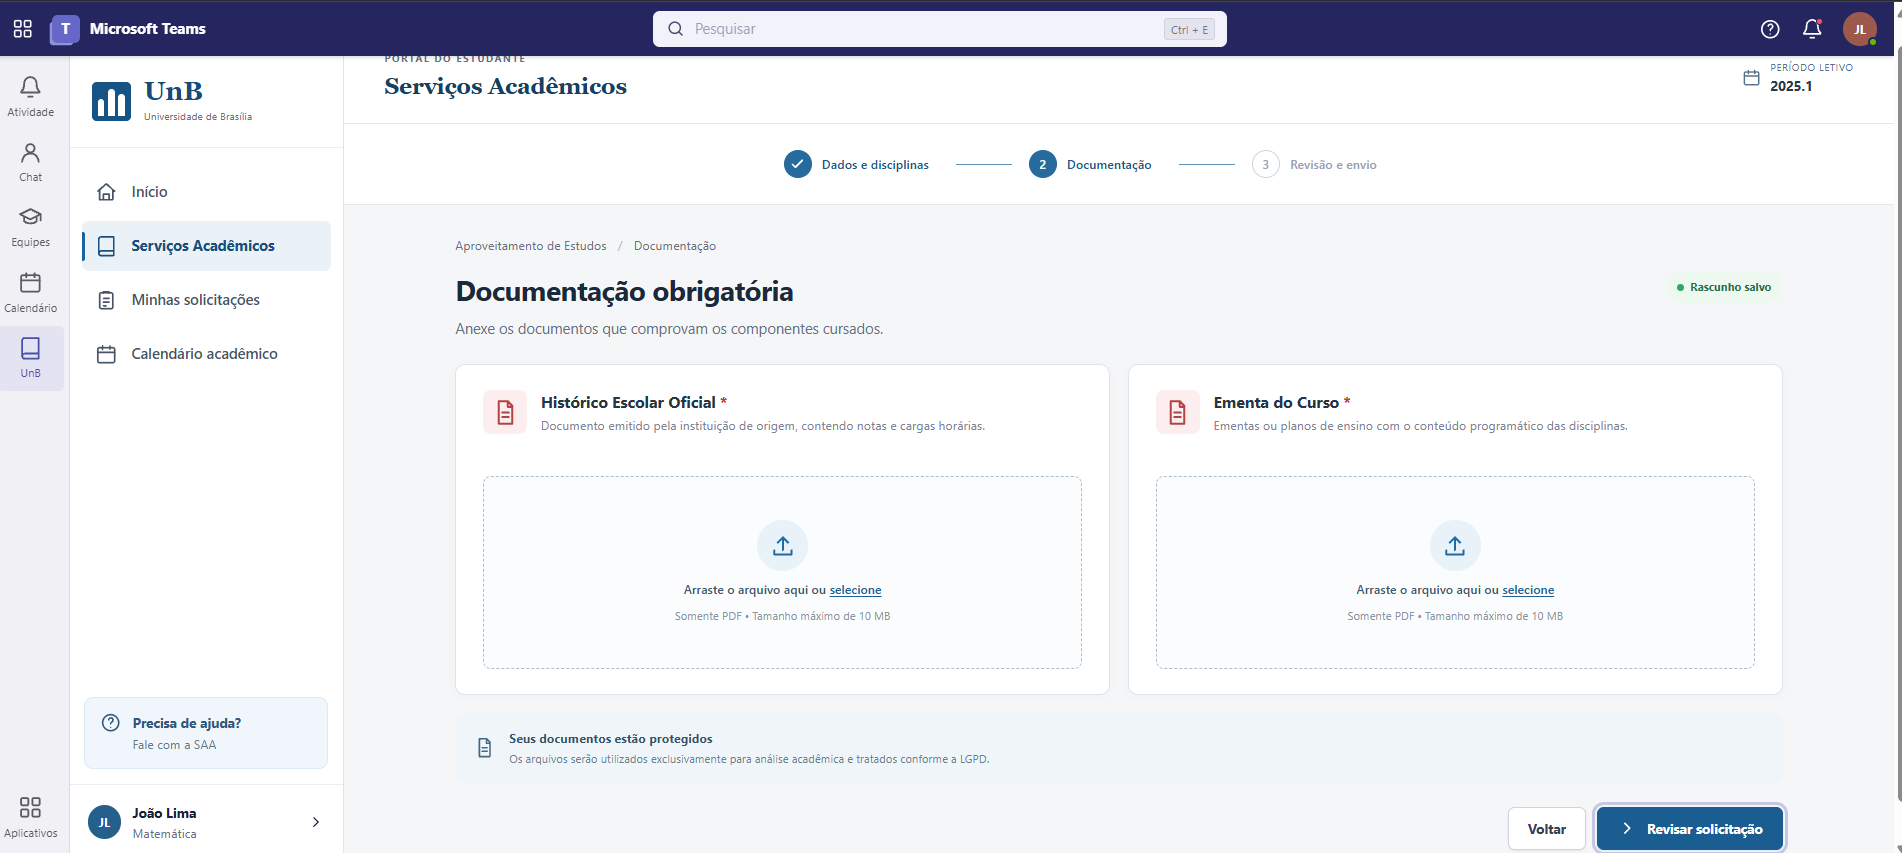 T Microsoft Teams
Pesquisar
Ctrl + E
JL
Atividade
Chat
Equipes
Calendário
UnB
Aplicativos
UnB
Universidade de Brasília
Início
Serviços Acadêmicos
Minhas solicitações
Calendário acadêmico
Precisa de ajuda?
Fale com a SAA
JL
João Lima
Matemática
PORTAL DO ESTUDANTE
Serviços Acadêmicos
PERÍODO LETIVO
2025.1
Dados e disciplinas
2 Documentação
3 Revisão e envio
Aproveitamento de Estudos / Documentação
Documentação obrigatória
Rascunho salvo
Anexe os documentos que comprovam os componentes cursados.
Histórico Escolar Oficial *
Documento emitido pela instituição de origem, contendo notas e cargas horárias.
Arraste o arquivo aqui ou selecione
Somente PDF • Tamanho máximo de 10 MB
Ementa do Curso *
Ementas ou planos de ensino com o conteúdo programático das disciplinas.
Arraste o arquivo aqui ou selecione
Somente PDF • Tamanho máximo de 10 MB
Seus documentos estão protegidos
Os arquivos serão utilizados exclusivamente para análise acadêmica e tratados conforme a LGPD.
Voltar
Revisar solicitação